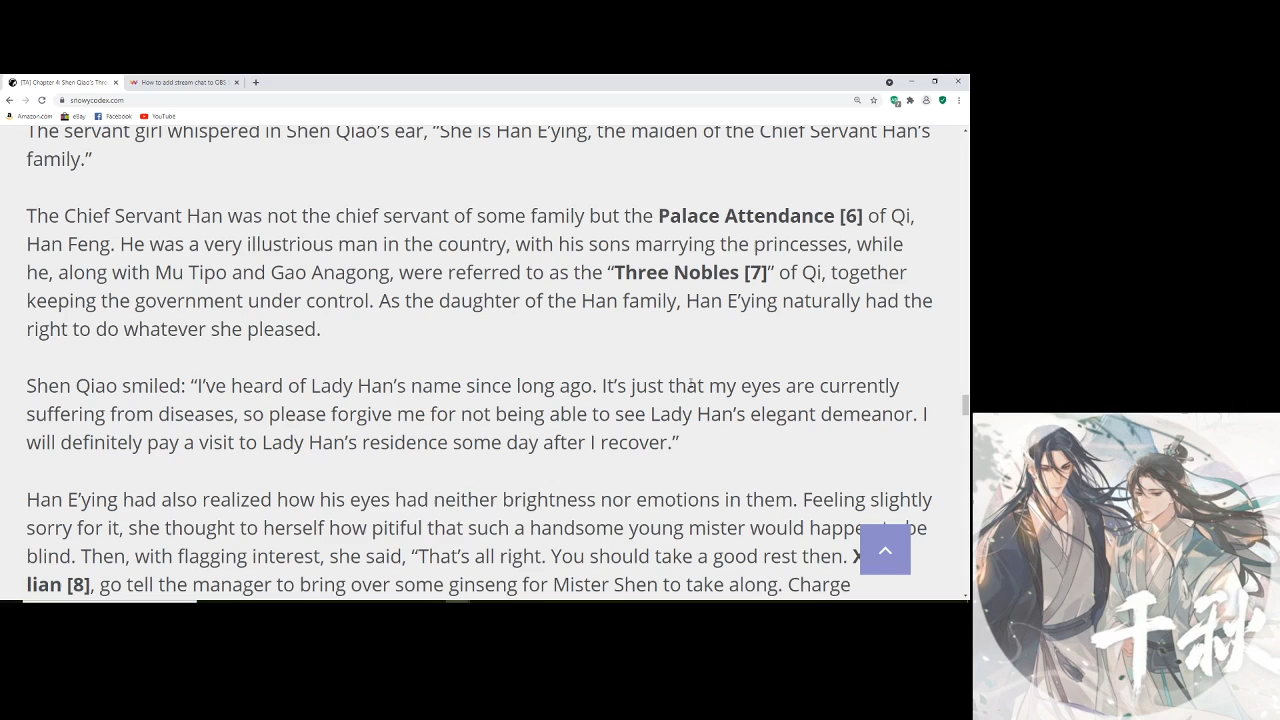 [TA] Chapter 4: Shen Qiao's Thro
How to add stream chat to OBS
snowycodex.com
Amazon.com
eBay
Facebook
YouTube
The servant girl whispered in Shen Qiao's ear, “She is Han E'ying, the maiden of the Chief Servant Han's
family.”
The Chief Servant Han was not the chief servant of some family but the Palace Attendance [6] of Qi,
Han Feng. He was a very illustrious man in the country, with his sons marrying the princesses, while
he, along with Mu Tipo and Gao Anagong, were referred to as the “Three Nobles [7]” of Qi, together
keeping the government under control. As the daughter of the Han family, Han E'ying naturally had the
right to do whatever she pleased.
Shen Qiao smiled: “I've heard of Lady Han's name since long ago. It's just that my eyes are currently
suffering from diseases, so please forgive me for not being able to see Lady Han's elegant demeanor. I
will definitely pay a visit to Lady Han's residence some day after I recover.”
Han E'ying had also realized how his eyes had neither brightness nor emotions in them. Feeling slightly
sorry for it, she thought to herself how pitiful that such a handsome young mister would happen to be
blind. Then, with flagging interest, she said, “That's all right. You should take a good rest then.
lian [8], go tell the manager to bring over some ginseng for Mister Shen to take along. Charge
千秋